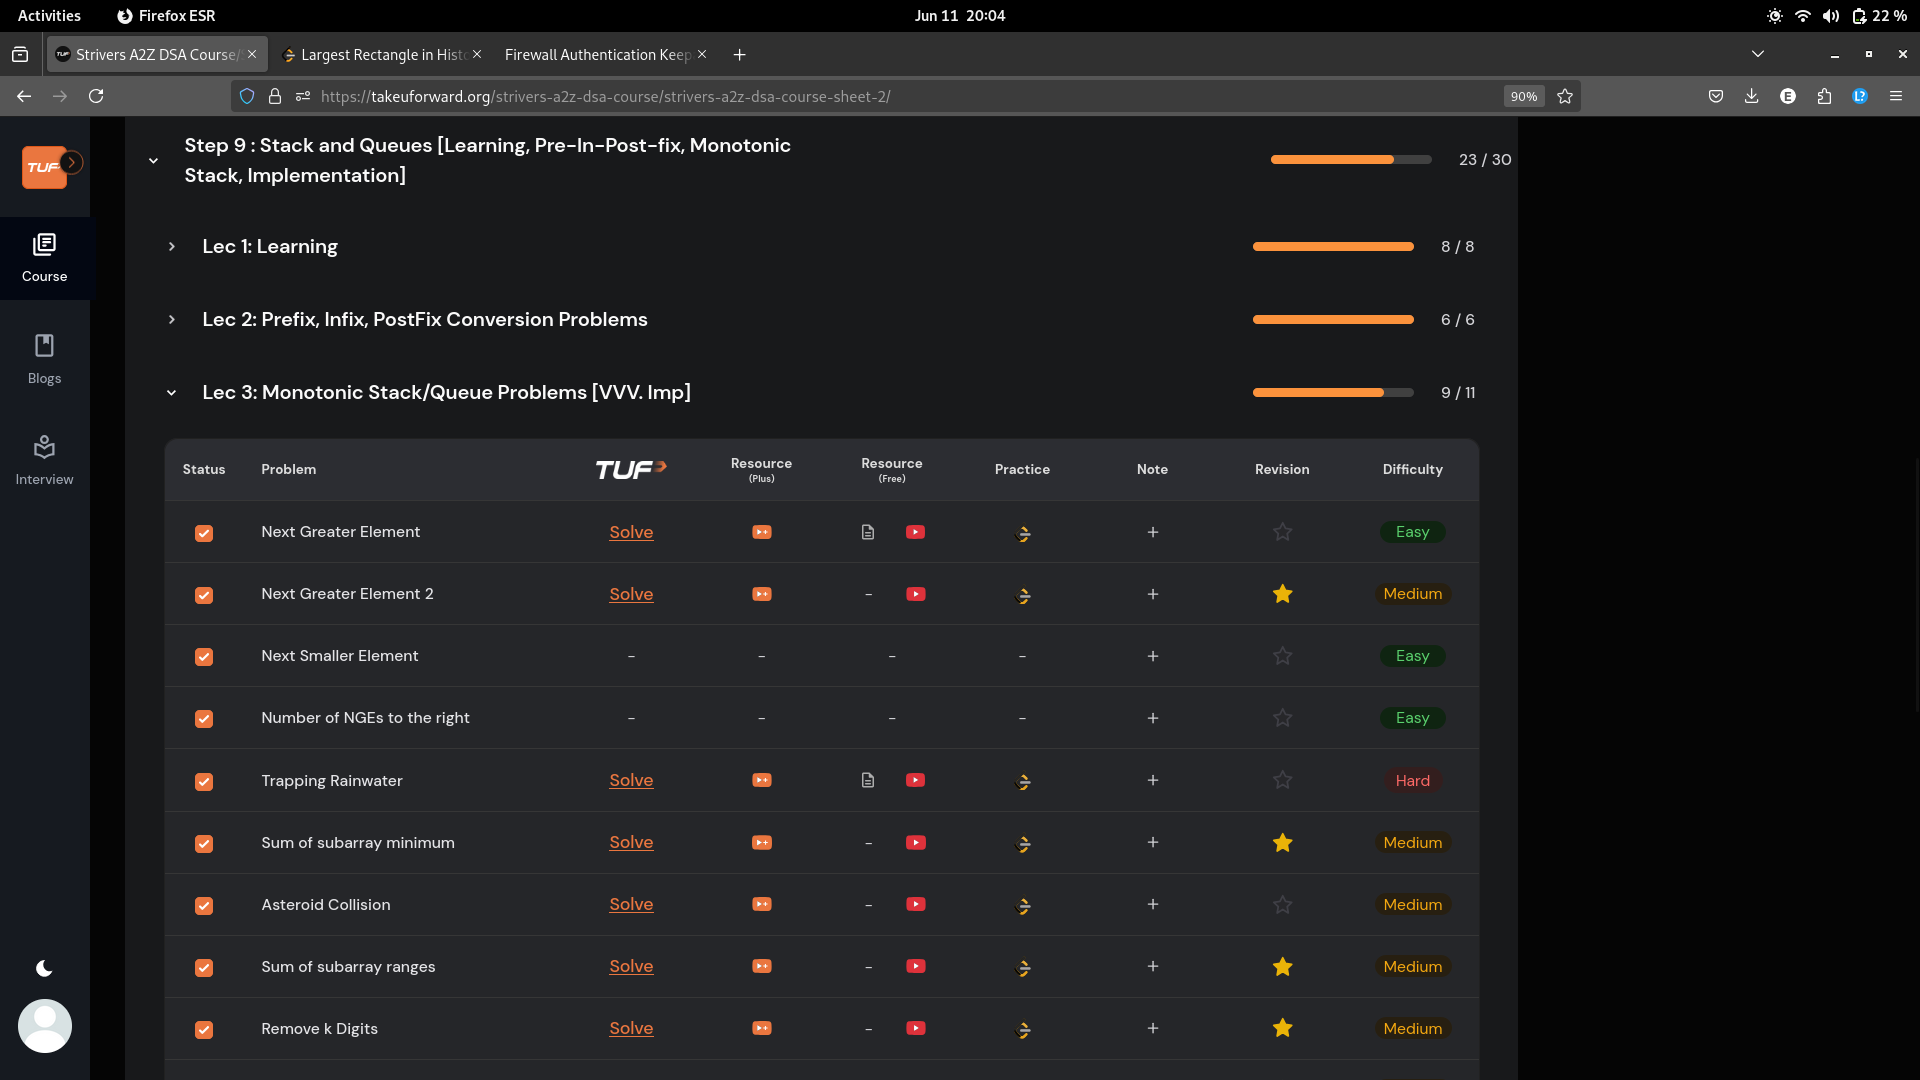 Activities Firefox ESR Jun 11 20:04 22 %
Strivers A2Z DSA Course/ Largest Rectangle in Histo Firewall Authentication Keep
https://takeuforward.org/strivers-a2z-dsa-course/strivers-a2z-dsa-course-sheet-2/ 90% E L?
TUF
Course
Blogs
Interview
Step 9 : Stack and Queues [Learning, Pre-In-Post-fix, Monotonic
Stack, Implementation]
23 / 30
Lec 1: Learning 8 / 8
Lec 2: Prefix, Infix, PostFix Conversion Problems 6 / 6
Lec 3: Monotonic Stack/Queue Problems [VVV. Imp] 9 / 11
Status Problem TUF Resource (Plus) Resource (Free) Practice Note Revision Difficulty
Next Greater Element Solve + Easy
Next Greater Element 2 Solve - + Medium
Next Smaller Element - - - - + Easy
Number of NGEs to the right - - - - + Easy
Trapping Rainwater Solve + Hard
Sum of subarray minimum Solve - + Medium
Asteroid Collision Solve - + Medium
Sum of subarray ranges Solve - + Medium
Remove k Digits Solve - + Medium